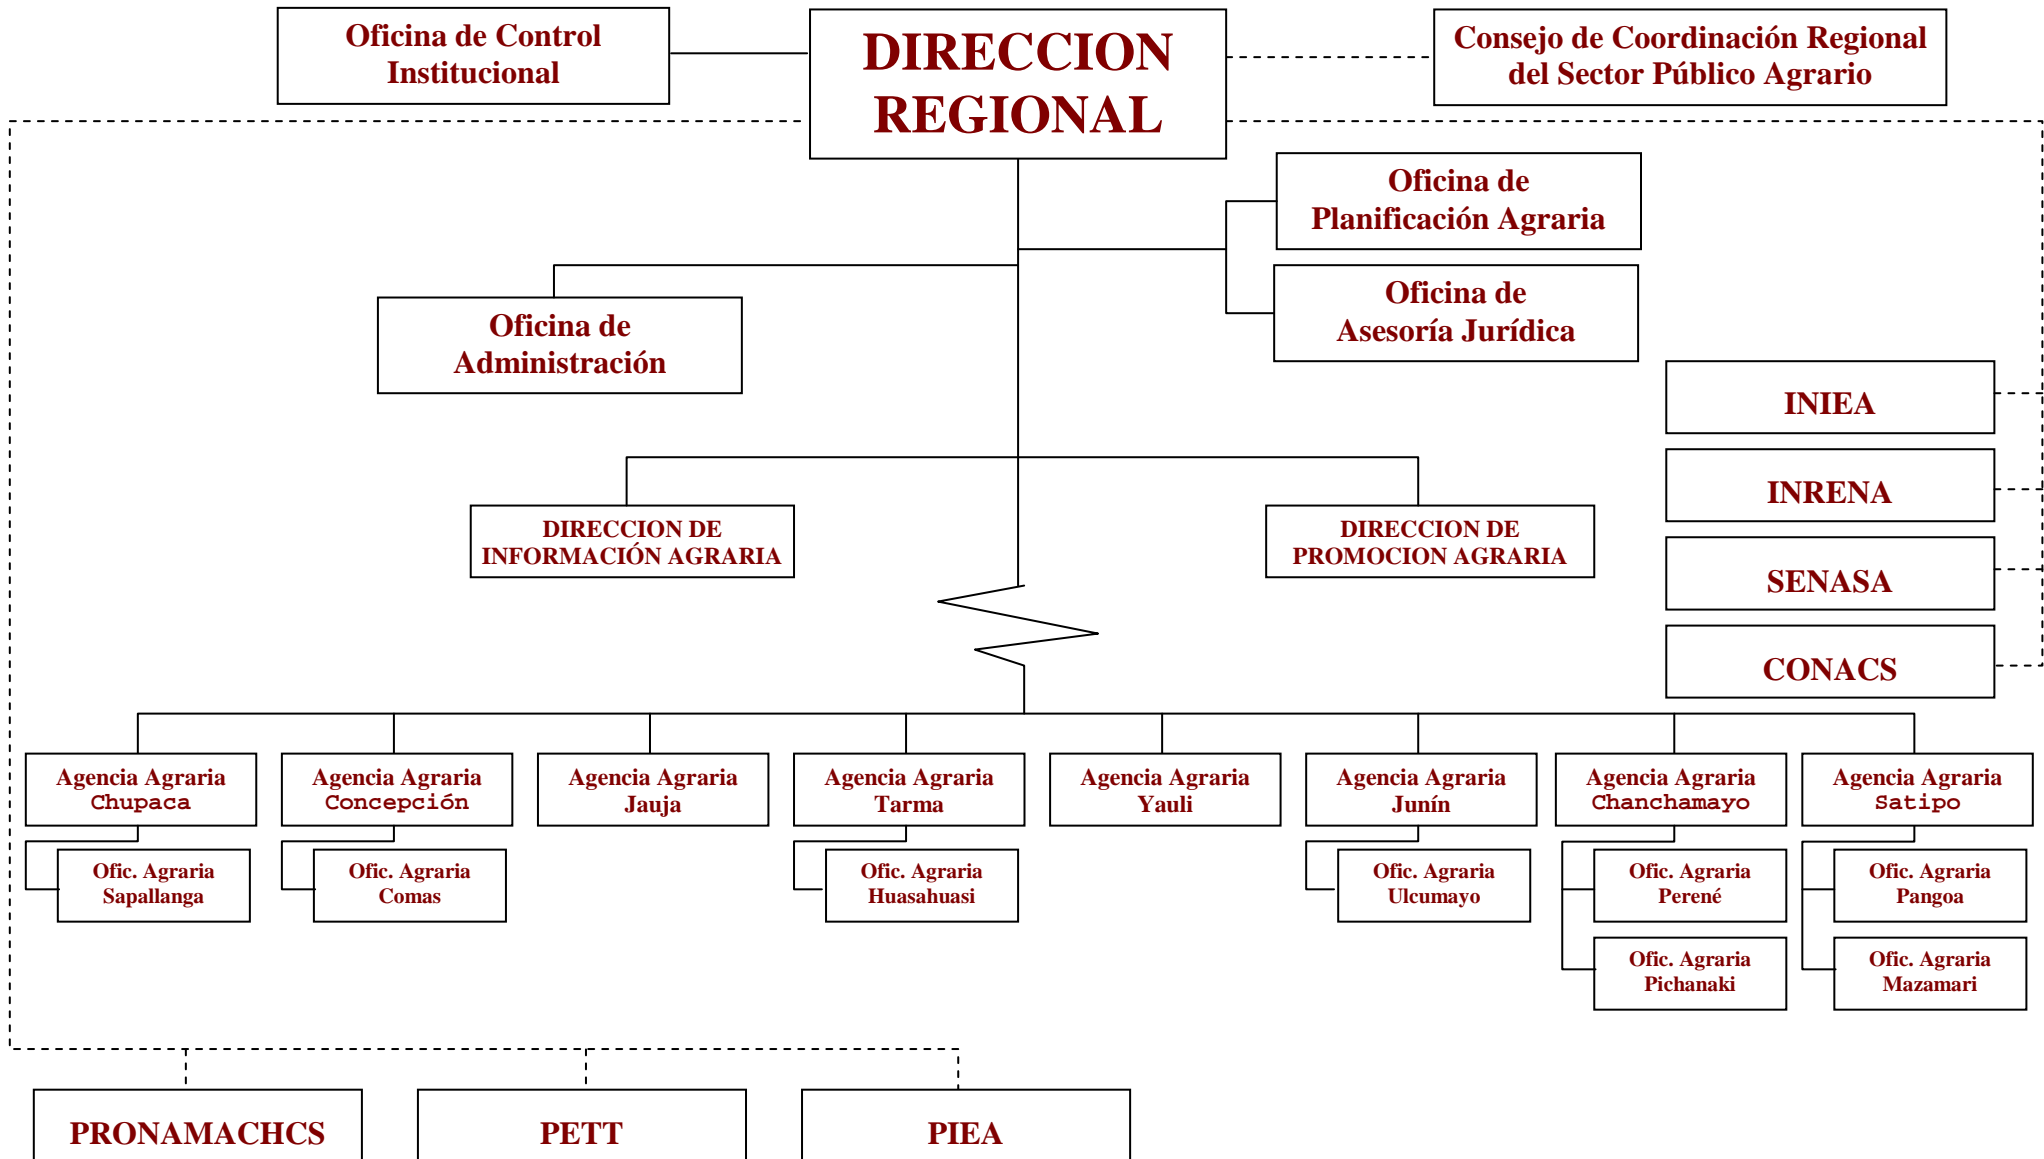 Oficina de Control
Institucional
DIRECCION
REGIONAL
Consejo de Coordinación Regional
del Sector Público Agrario
Oficina de
Planificación Agraria
Oficina de
Asesoría Jurídica
Oficina de
Administración
INIEA
INRENA
SENASA
CONACS
DIRECCION DE
INFORMACIÓN AGRARIA
DIRECCION DE
PROMOCION AGRARIA
Agencia Agraria
Chupaca
Agencia Agraria
Concepción
Agencia Agraria
Jauja
Agencia Agraria
Tarma
Agencia Agraria
Yauli
Agencia Agraria
Junín
Agencia Agraria
Chanchamayo
Agencia Agraria
Satipo
Ofic. Agraria
Sapallanga
Ofic. Agraria
Comas
Ofic. Agraria
Huasahuasi
Ofic. Agraria
Ulcumayo
Ofic. Agraria
Perené
Ofic. Agraria
Pangoa
Ofic. Agraria
Pichanaki
Ofic. Agraria
Mazamari
PRONAMACHCS
PETT
PIEA